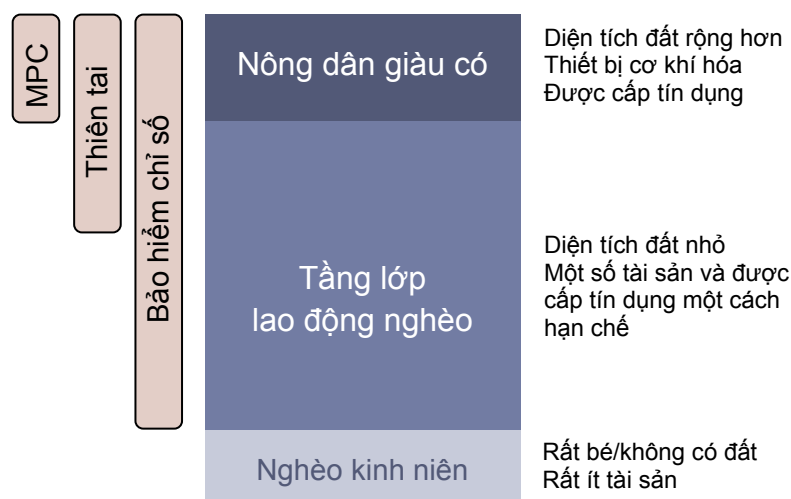 MPC
Thiên tai
Bảo hiểm chỉ số
Nông dân giàu có
Diện tích đất rộng hơn
Thiết bị cơ khí hóa
Được cấp tín dụng
Tầng lớp
lao động nghèo
Diện tích đất nhỏ
Một số tài sản và được
cấp tín dụng một cách
hạn chế
Nghèo kinh niên
Rất bé/không có đất
Rất ít tài sản